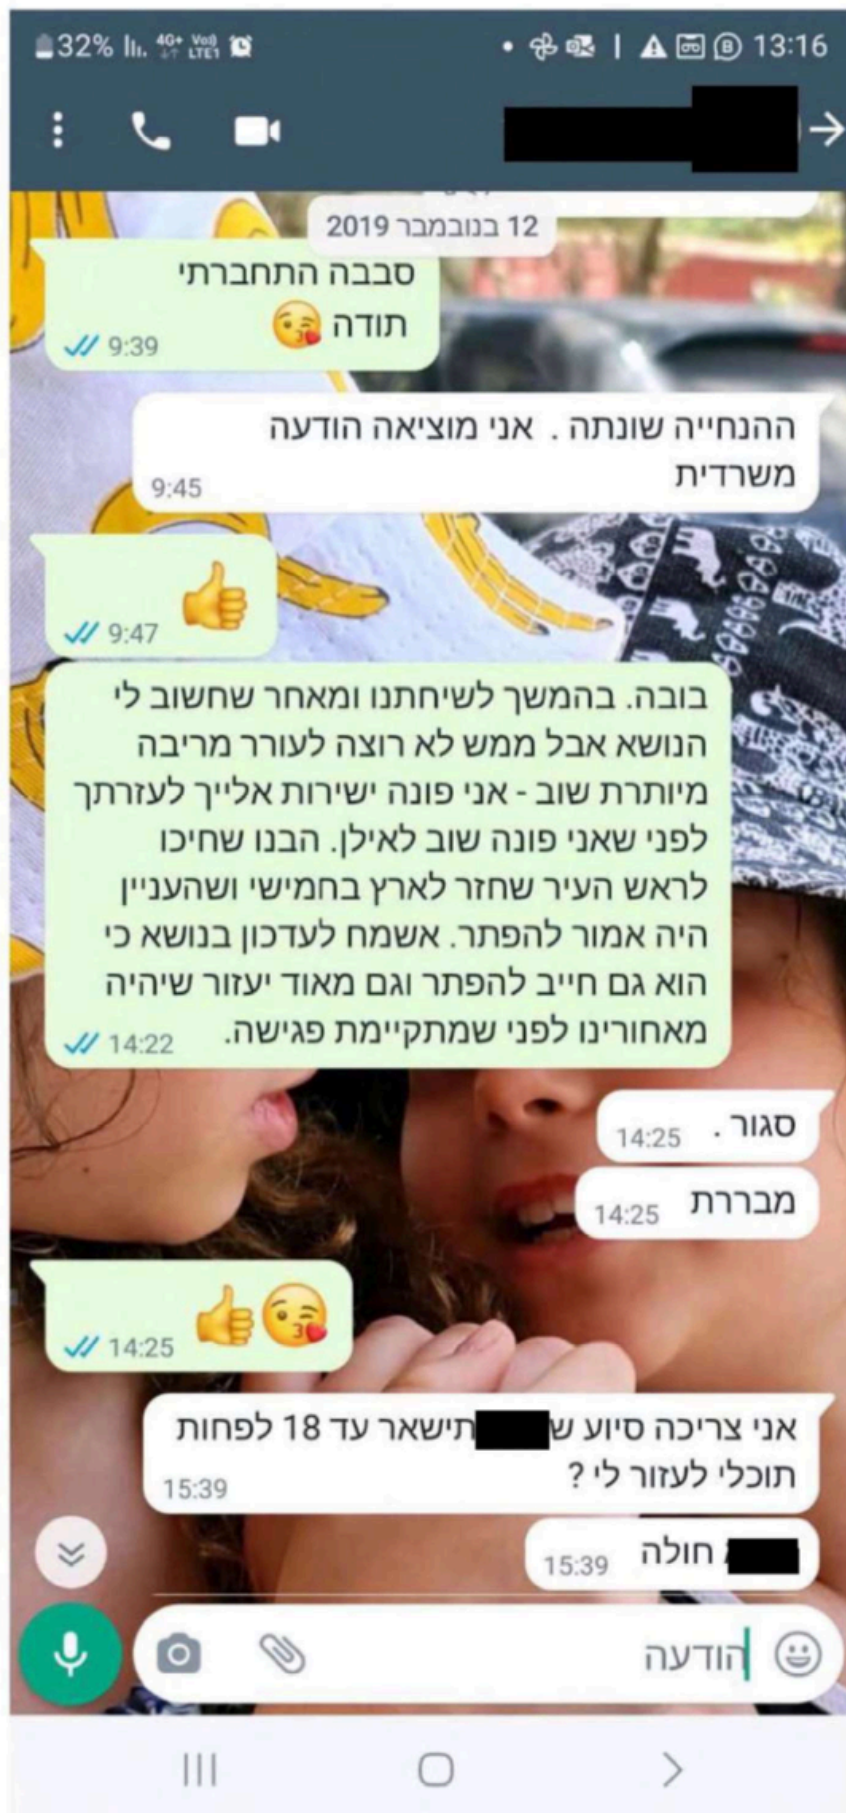 32% 4G+ Vo)) LTE1 13:16
12 בנובמבר 2019
סבבה התחברתי
תודה 😘
9:39
ההנחייה שונתה . אני מוציאה הודעה
משרדית
9:45
👍
9:47
בובה. בהמשך לשיחתנו ומאחר שחשוב לי
הנושא אבל ממש לא רוצה לעורר מריבה
מיותרת שוב - אני פונה ישירות אלייך לעזרתך
לפני שאני פונה שוב לאילן. הבנו שחיכו
לראש העיר שחזר לארץ בחמישי ושהעניין
היה אמור להפתר. אשמח לעדכון בנושא כי
הוא גם חייב להפתר וגם מאוד יעזור שיהיה
מאחורינו לפני שמתקיימת פגישה.
14:22
סגור .
14:25
מבררת
14:25
😘👍
14:25
אני צריכה סיוע ש תישאר עד 18 לפחות
תוכלי לעזור לי ?
15:39
חולה
15:39
הודעה